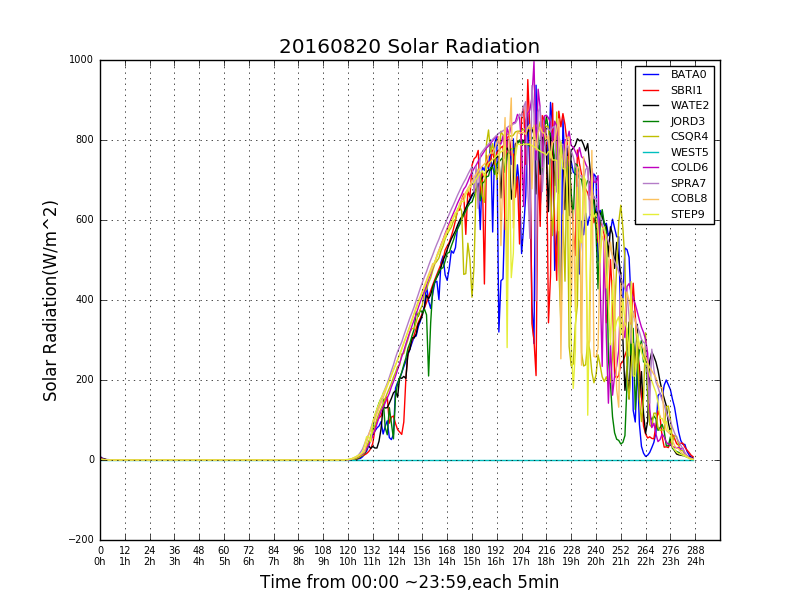 20160820 Solar Radiation
Solar Radiation(W/m^2)
1000
800
600
400
200
0
−200
BATA0
SBRI1
WATE2
JORD3
CSQR4
WEST5
COLD6
SPRA7
COBL8
STEP9
0 12 24 36 48 60 72 84 96 108 120 132 144 156 168 180 192 204 216 228 240 252 264 276 288
0h 1h 2h 3h 4h 5h 6h 7h 8h 9h 10h 11h 12h 13h 14h 15h 16h 17h 18h 19h 20h 21h 22h 23h 24h
Time from 00:00 ~23:59,each 5min